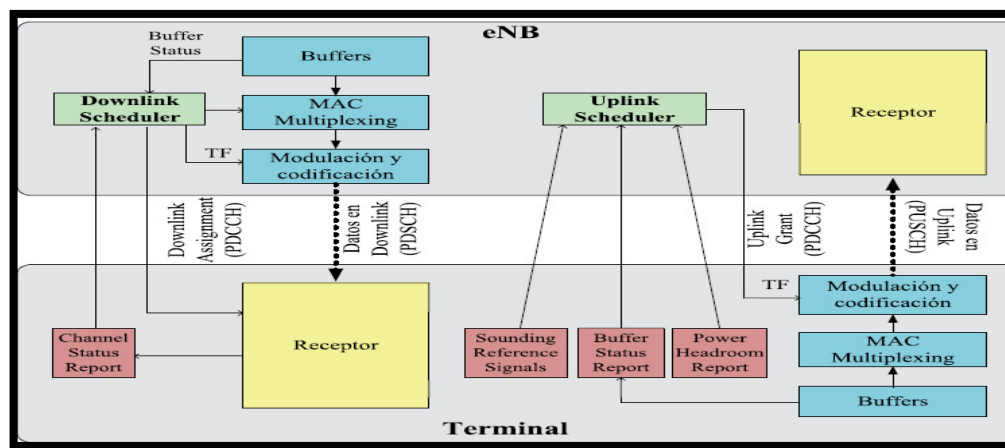 eNB
Buffer
Status
Buffers
Downlink
Scheduler
MAC
Multiplexing
TF
Modulación y
codificación
Uplink
Scheduler
Receptor
Downlink
Assignment
(PDCCH)
Datos en
Downlink
(PDSCH)
Uplink
Grant
(PDCCH)
Datos en
Uplink
(PUSCH)
Channel
Status
Report
Receptor
Sounding
Reference
Signals
Buffer
Status
Report
Power
Headroom
Report
TF
Modulación y
codificación
MAC
Multiplexing
Buffers
Terminal